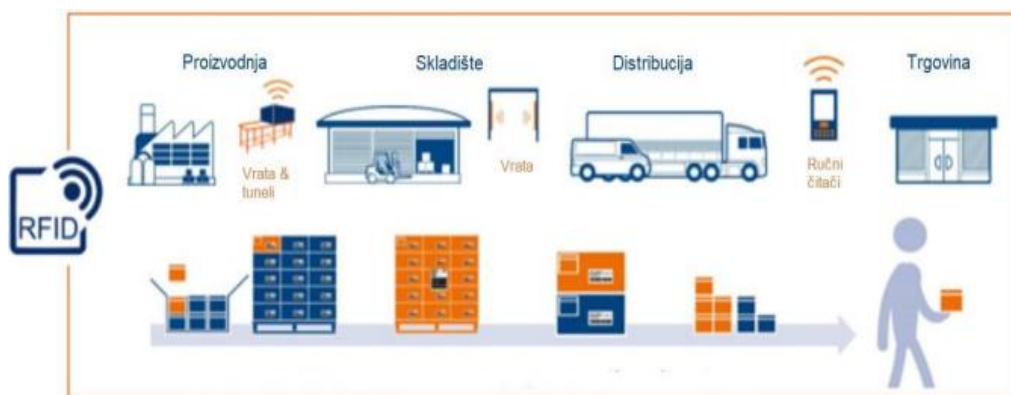 Proizvodnja
Skladište
Distribucija
Trgovina
Vrata &
tuneli
Vrata
Ručni
čitači
RFID